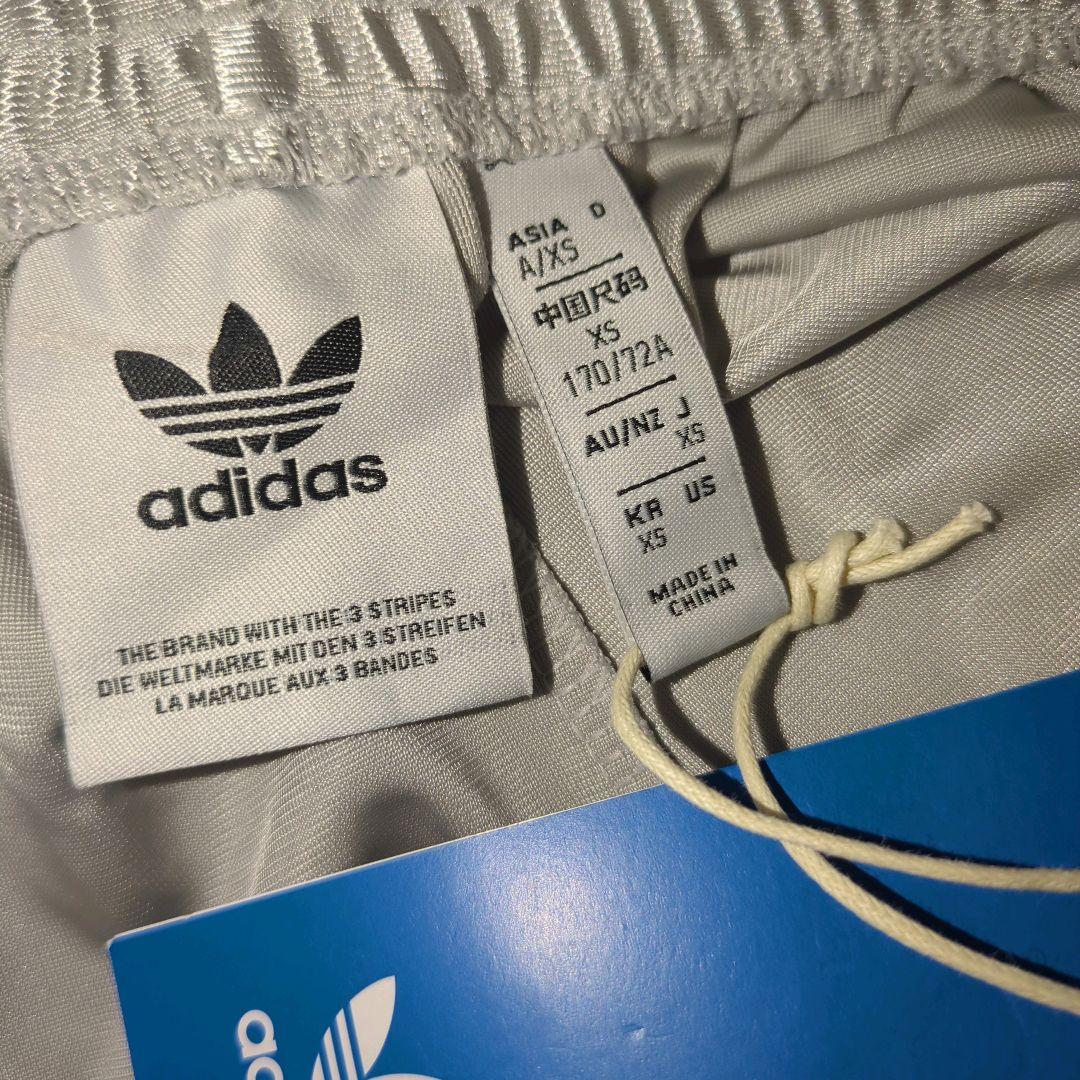 adidas
THE BRAND WITH THE 3 STRIPES
DIE WELTMARKE MIT DEN 3 STREIFEN
LA MARQUE AUX 3 BANDES
ASIA D
A/XS
中国尺码
XS
170/72A
AU/NZ J
XS
KR US
XS
MADE IN
CHINA
ad